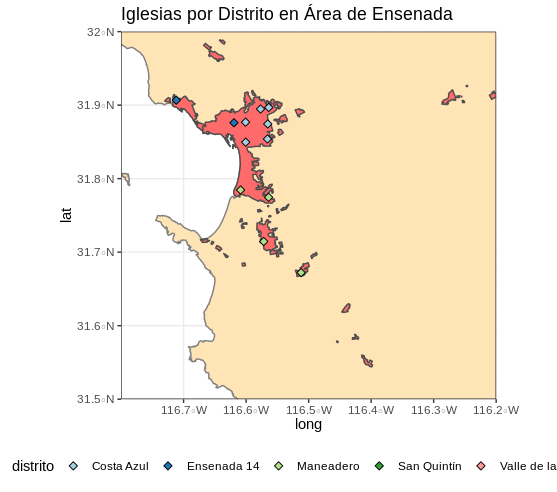 Iglesias por Distrito en Área de Ensenada
32°N
31.9°N
31.8°N
31.7°N
31.6°N
31.5°N
lat
116.7°W 116.6°W 116.5°W 116.4°W 116.3°W 116.2°W
long
distrito Costa Azul Ensenada 14 Maneadero San Quintín Valle de la